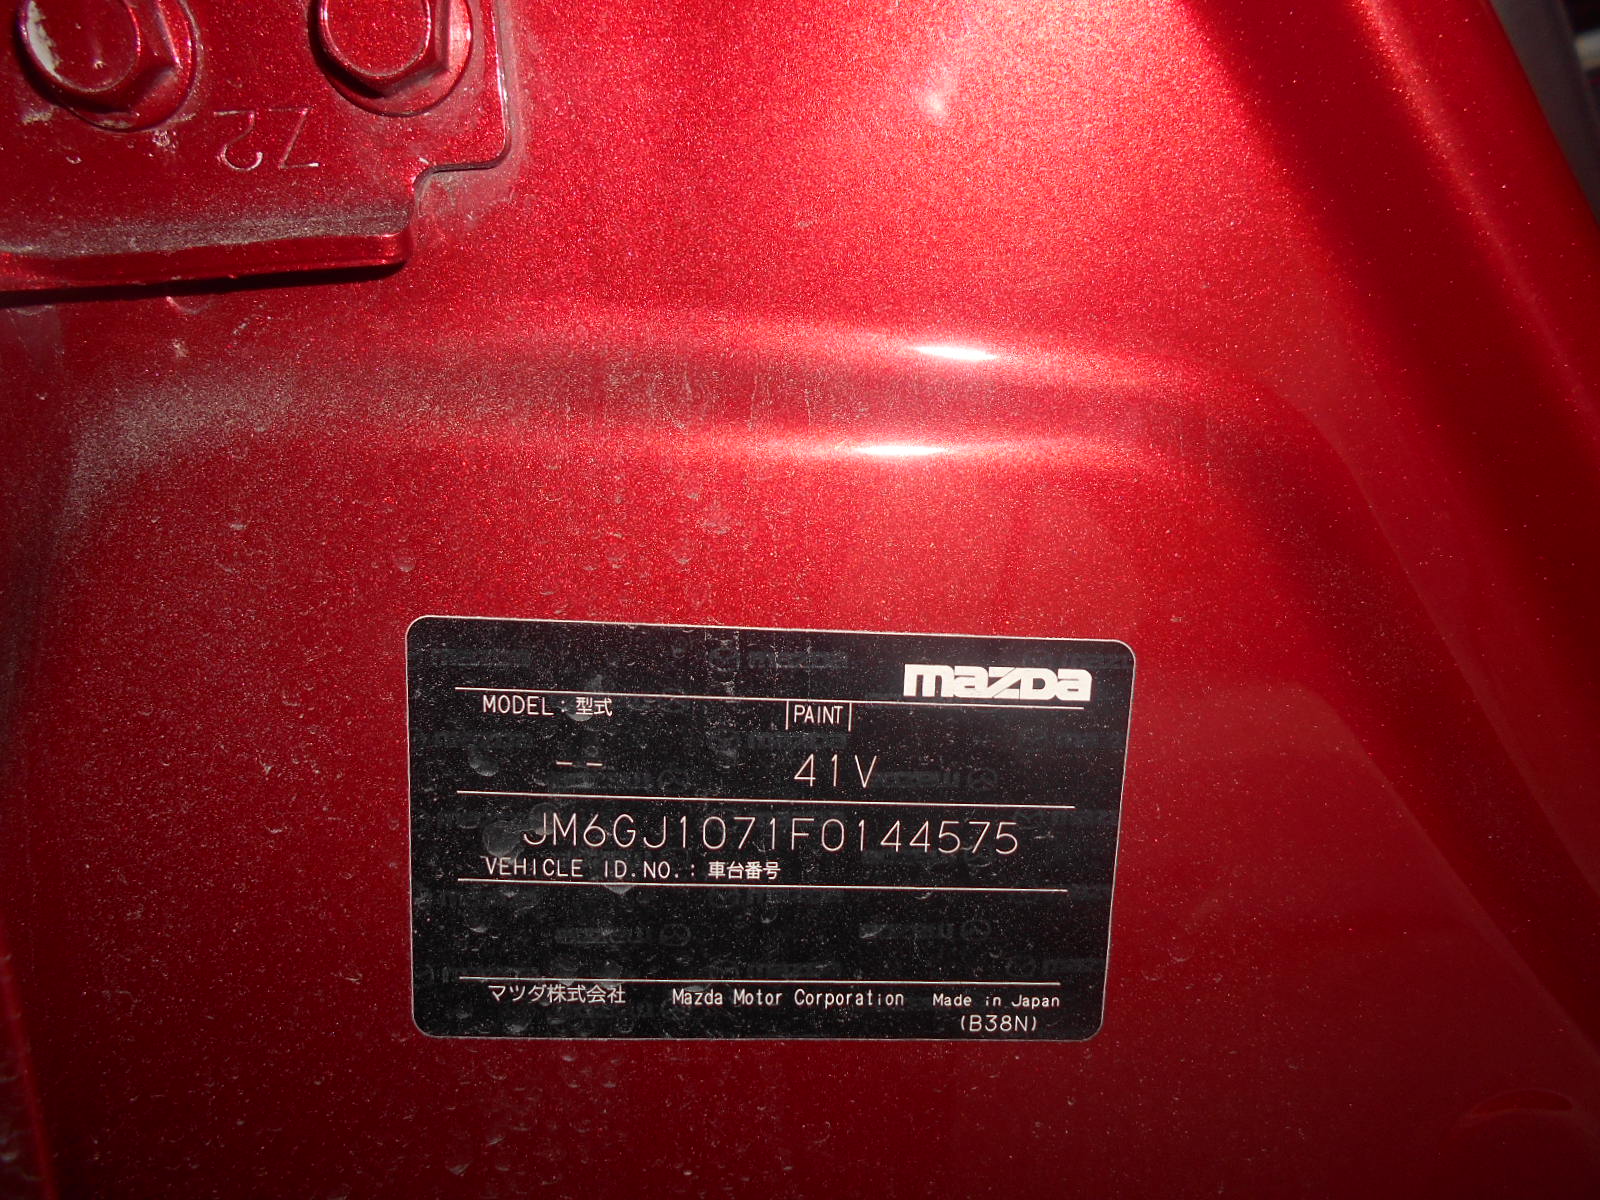 72
mazda
MODEL: 型式 PAINT
-- 41V
JM6GJ1071F0144575
VEHICLE ID.NO.: 車台番号
マツダ株式会社 Mazda Motor Corporation Made in Japan
(B38N)